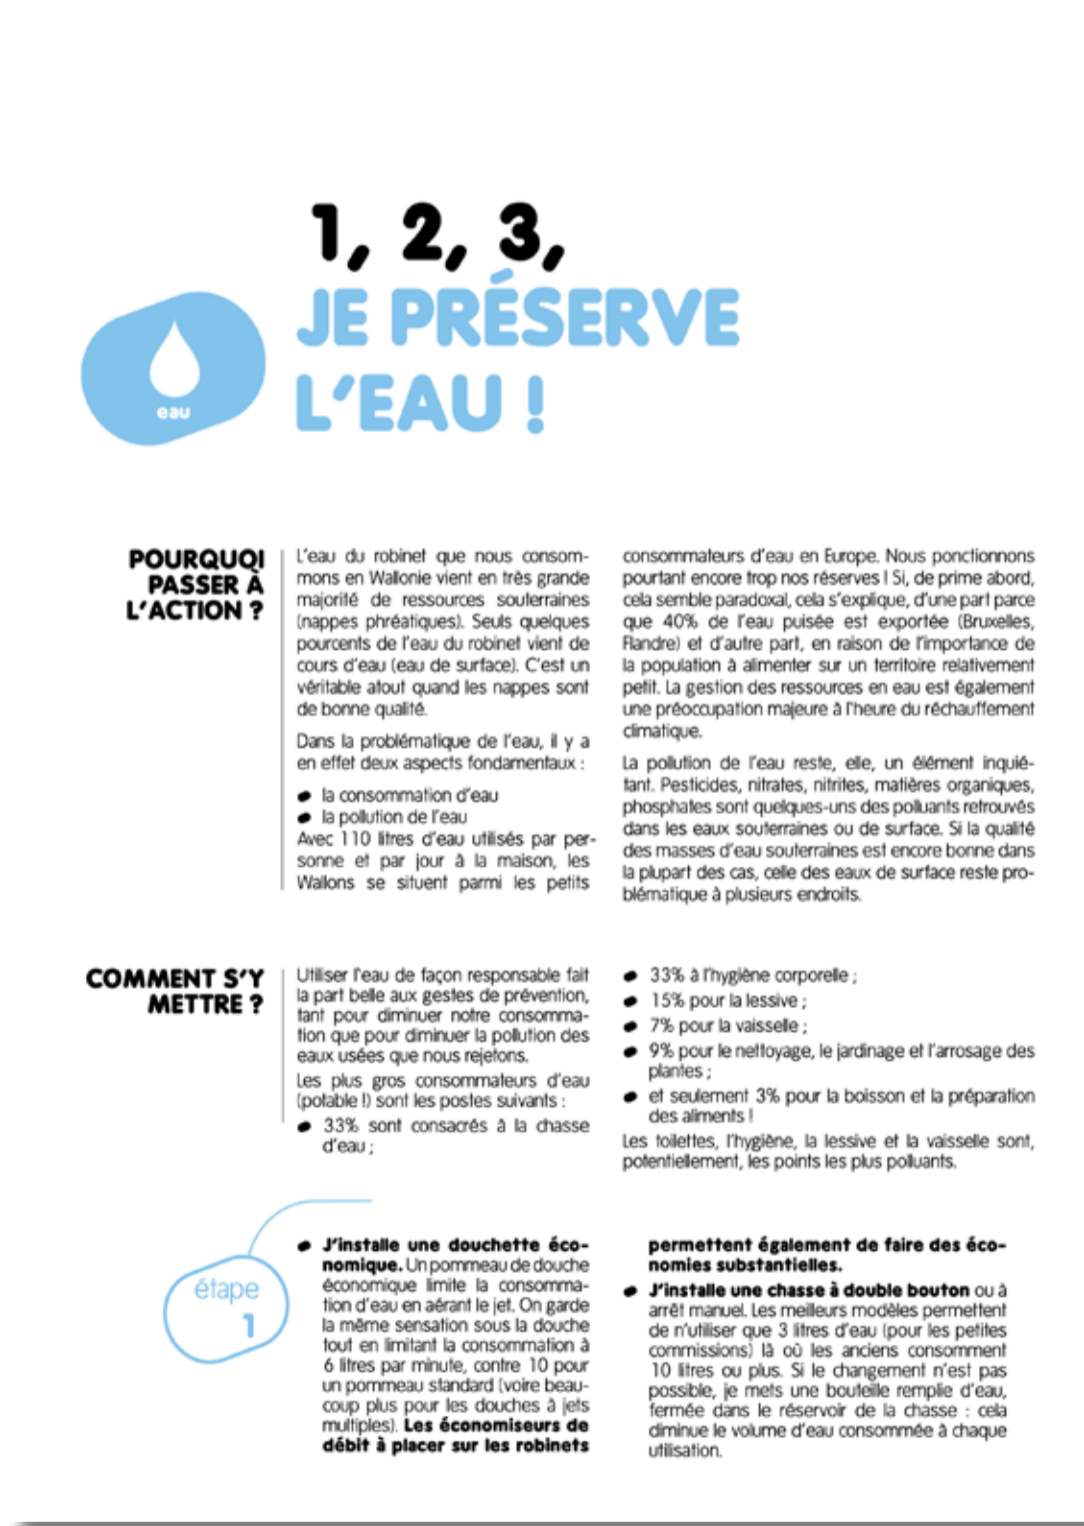 1, 2, 3,
JE PRÉSERVE
L'EAU !
eau
POURQUOI
PASSER À
L'ACTION ?
L'eau du robinet que nous consom-
mons en Wallonie vient en très grande
majorité de ressources souterraines
(nappes phréatiques). Seuls quelques
pourcents de l'eau du robinet vient de
cours d'eau (eau de surface). C'est un
véritable atout quand les nappes sont
de bonne qualité.
Dans la problématique de l'eau, il y a
en effet deux aspects fondamentaux :
● la consommation d'eau
● la pollution de l'eau
Avec 110 litres d'eau utilisés par per-
sonne et par jour à la maison, les
Wallons se situent parmi les petits
consommateurs d'eau en Europe. Nous ponctionnons
pourtant encore trop nos réserves ! Si, de prime abord,
cela semble paradoxal, cela s'explique, d'une part parce
que 40% de l'eau puisée est exportée (Bruxelles,
Flandre) et d'autre part, en raison de l'importance de
la population à alimenter sur un territoire relativement
petit. La gestion des ressources en eau est également
une préoccupation majeure à l'heure du réchauffement
climatique.
La pollution de l'eau reste, elle, un élément inquié-
tant. Pesticides, nitrates, nitrites, matières organiques,
phosphates sont quelques-uns des polluants retrouvés
dans les eaux souterraines ou de surface. Si la qualité
des masses d'eau souterraines est encore bonne dans
la plupart des cas, celle des eaux de surface reste pro-
blématique à plusieurs endroits.
COMMENT S'Y
METTRE ?
Utiliser l'eau de façon responsable fait
la part belle aux gestes de prévention,
tant pour diminuer notre consomma-
tion que pour diminuer la pollution des
eaux usées que nous rejetons.
Les plus gros consommateurs d'eau
(potable !) sont les postes suivants :
● 33% sont consacrés à la chasse
d'eau ;
● 33% à l'hygiène corporelle ;
● 15% pour la lessive ;
● 7% pour la vaisselle ;
● 9% pour le nettoyage, le jardinage et l'arrosage des
plantes ;
● et seulement 3% pour la boisson et la préparation
des aliments !
Les toilettes, l'hygiène, la lessive et la vaisselle sont,
potentiellement, les points les plus polluants.
étape
1
● J'installe une douchette éco-
nomique. Un pommeau de douche
économique limite la consomma-
tion d'eau en aérant le jet. On garde
la même sensation sous la douche
tout en limitant la consommation à
6 litres par minute, contre 10 pour
un pommeau standard (voire beau-
coup plus pour les douches à jets
multiples). Les économiseurs de
débit à placer sur les robinets
permettent également de faire des éco-
nomies substantielles.
● J'installe une chasse à double bouton ou à
arrêt manuel. Les meilleurs modèles permettent
de n'utiliser que 3 litres d'eau (pour les petites
commissions) là où les anciens consomment
10 litres ou plus. Si le changement n'est pas
possible, je mets une bouteille remplie d'eau,
fermée dans le réservoir de la chasse : cela
diminue le volume d'eau consommée à chaque
utilisation.